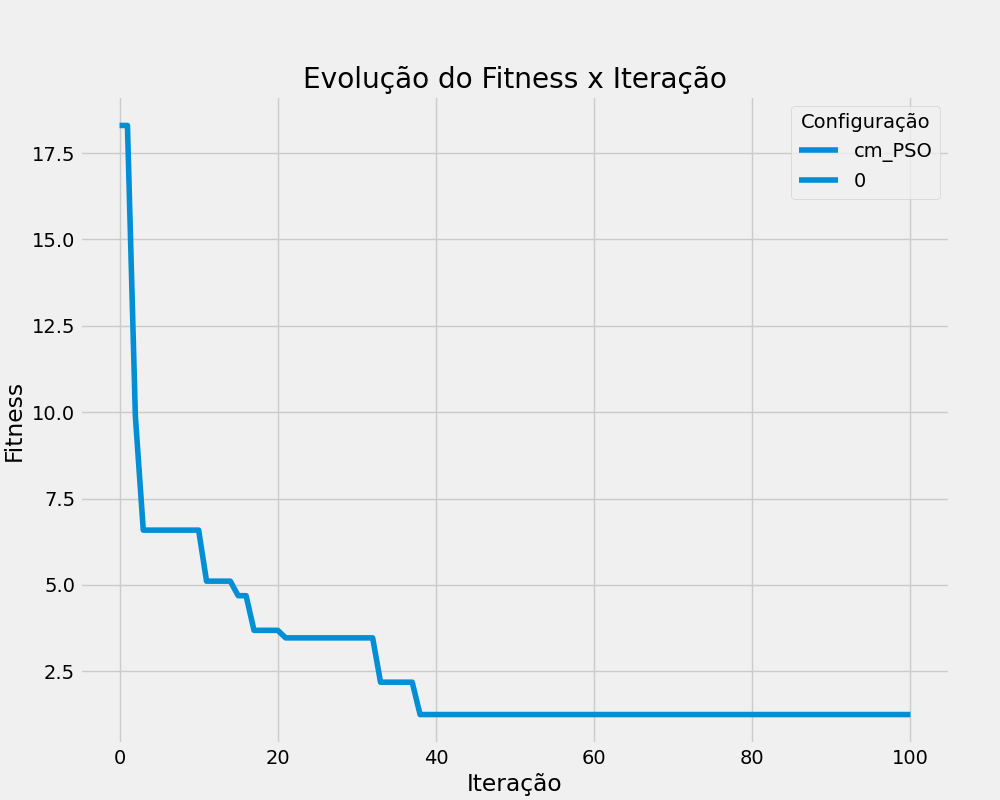 Evolução do Fitness x Iteração
Configuração
cm_PSO
0
17.5
15.0
12.5
10.0
7.5
5.0
2.5
Fitness
0 20 40 60 80 100
Iteração